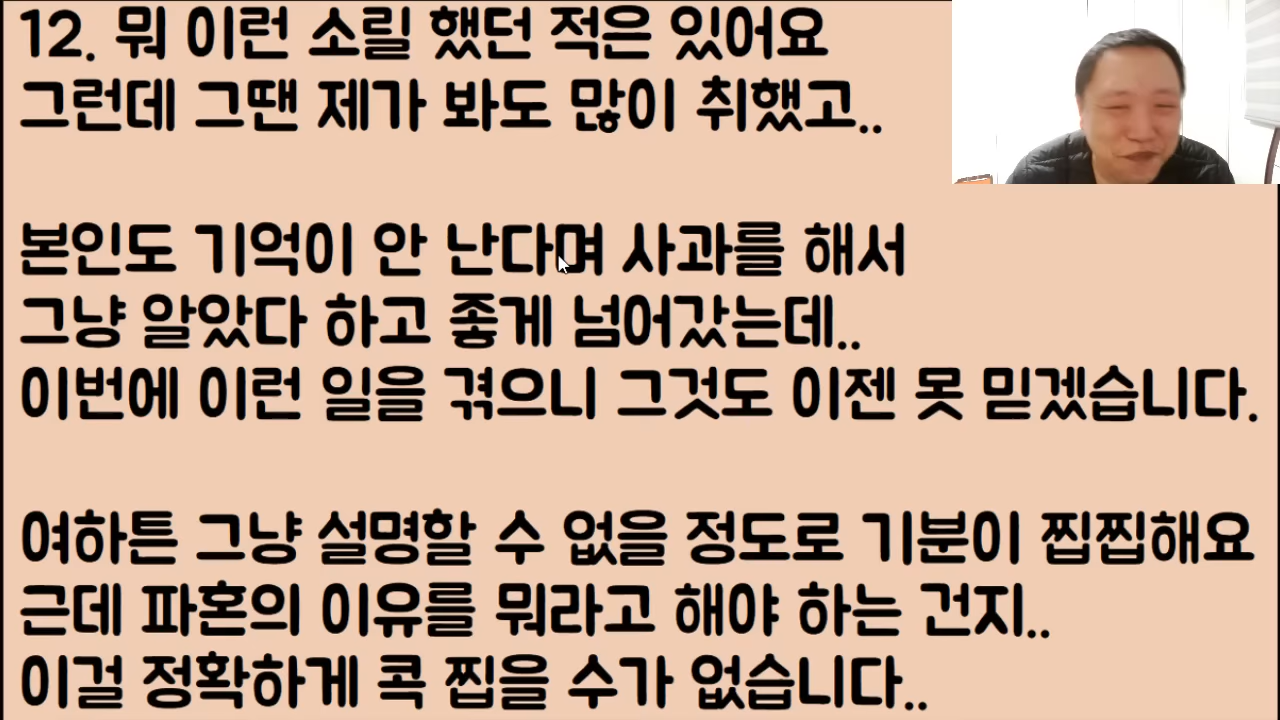 12. 뭐 이런 소릴 했던 적은 있어요
그런데 그땐 제가 봐도 많이 취했고..
본인도 기억이 안 난다며 사과를 해서
그냥 알았다 하고 좋게 넘어갔는데..
이번에 이런 일을 겪으니 그것도 이젠 못 믿겠습니다.
여하튼 그냥 설명할 수 없을 정도로 기분이 찝찝해요
근데 파혼의 이유를 뭐라고 해야 하는 건지..
이걸 정확하게 콕 찝을 수가 없습니다..